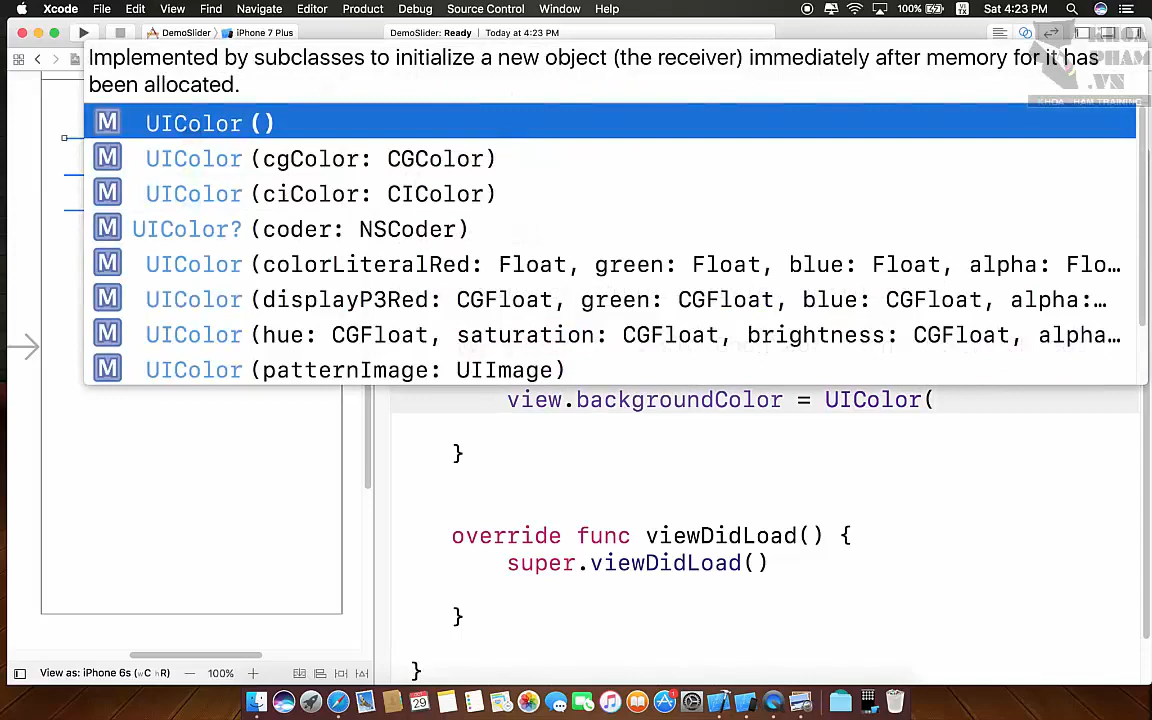 Xcode File Edit View Find Navigate Editor Product Debug Source Control Window Help 100% Sat 4:23 PM
DemoSlider iPhone 7 Plus DemoSlider: Ready Today at 4:23 PM
Implemented by subclasses to initialize a new object (the receiver) immediately after memory for it has
been allocated.
M UIColor ()
M UIColor (cgColor: CGColor)
M UIColor (ciColor: CIColor)
M UIColor? (coder: NSCoder)
M UIColor (colorLiteralRed: Float, green: Float, blue: Float, alpha: Flo…
M UIColor (displayP3Red: CGFloat, green: CGFloat, blue: CGFloat, alpha:…
M UIColor (hue: CGFloat, saturation: CGFloat, brightness: CGFloat, alpha…
M UIColor (patternImage: UIImage)
view.backgroundColor = UIColor(
}
override func viewDidLoad() {
super.viewDidLoad()
}
}
View as: iPhone 6s (wC hR) — 100% +
29